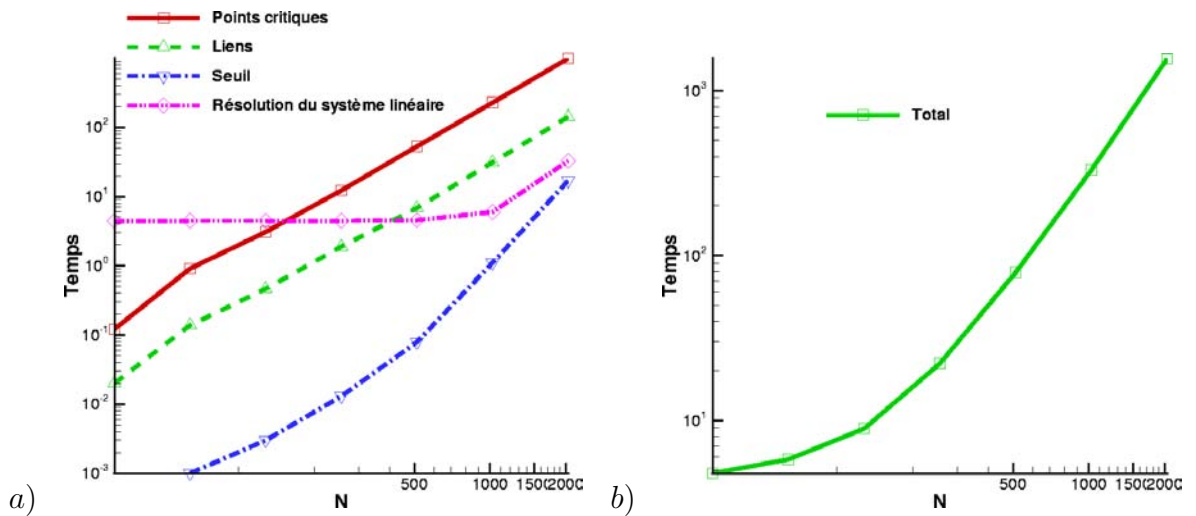 Points critiques
Liens
Seuil
Résolution du système linéaire
10^2
10^1
10^0
10^-1
10^-2
10^-3
Temps
500
1000
1500
2000
N
a)
Total
10^3
10^2
10^1
Temps
500
1000
1500
2000
N
b)